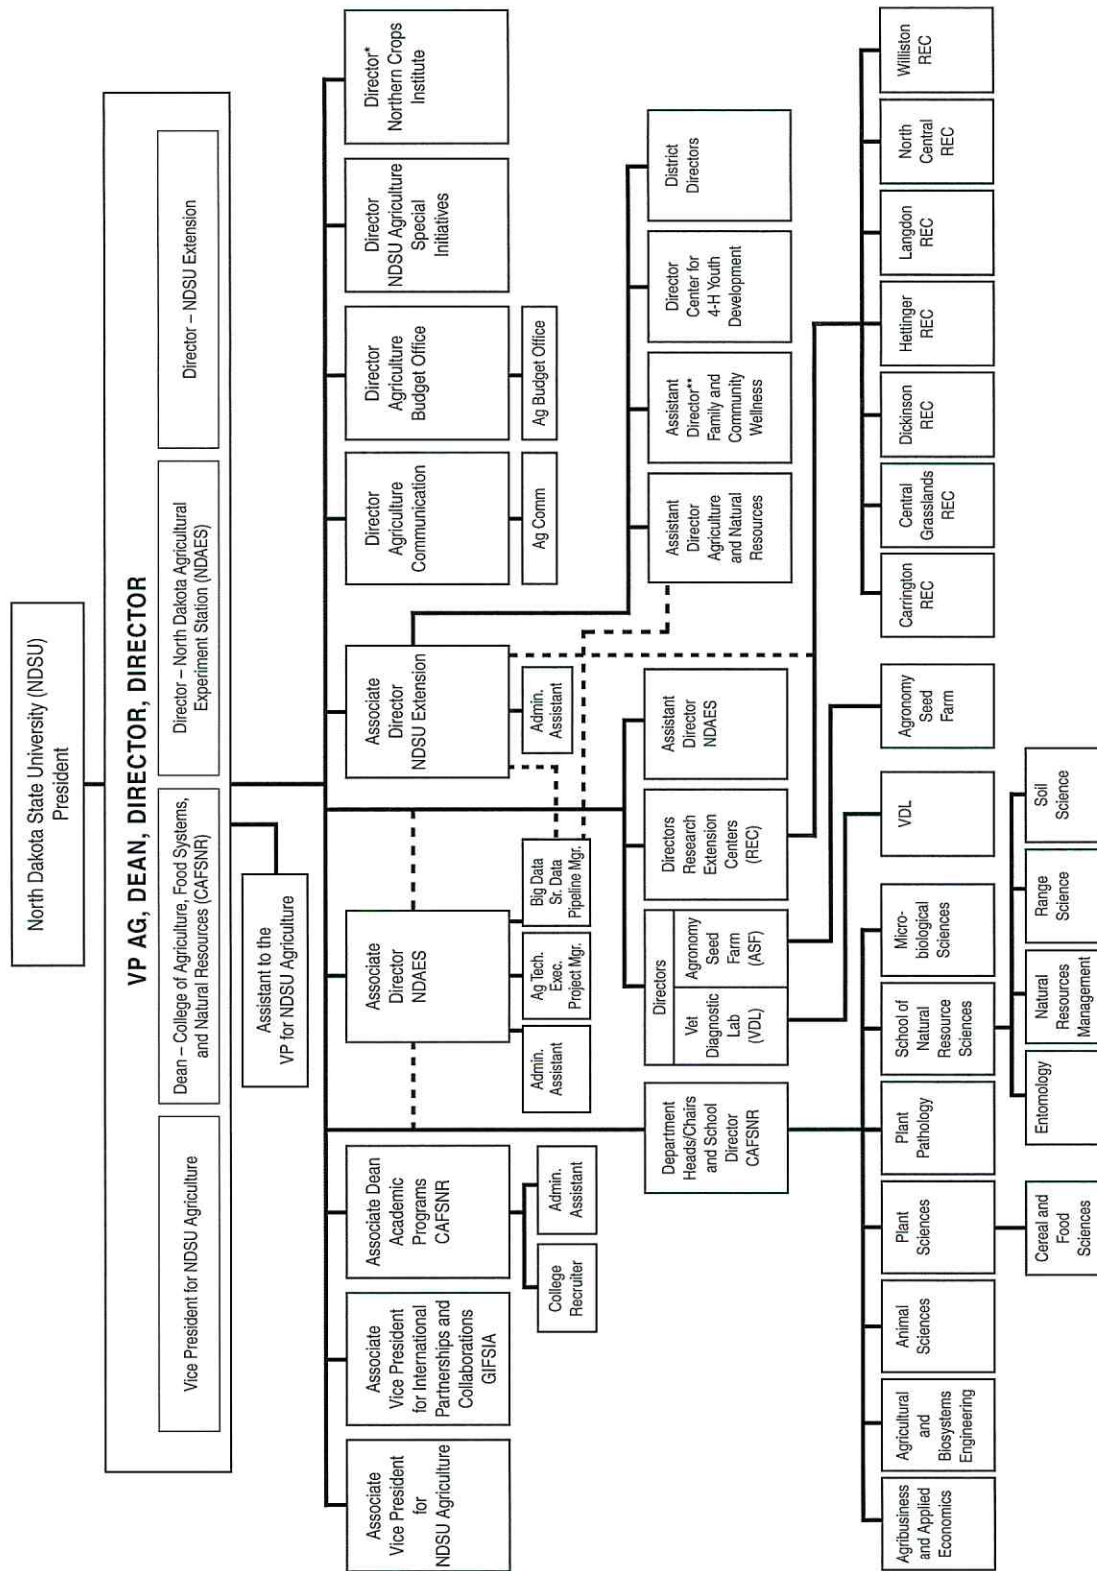 North Dakota State University (NDSU)
President
VP AG, DEAN, DIRECTOR, DIRECTOR
Vice President for NDSU Agriculture
Dean – College of Agriculture, Food Systems,
and Natural Resources (CAFSNR)
Director – North Dakota Agricultural
Experiment Station (NDAES)
Director – NDSU Extension
Assistant to the
VP for NDSU Agriculture
Associate
Vice President
for
NDSU Agriculture
Associate
Vice President
for International
Partnerships and
Collaborations
GIFSIA
Associate Dean
Academic
Programs
CAFSNR
Associate
Director
NDAES
Associate
Director
NDSU Extension
Director
Agriculture
Communication
Director
Agriculture
Budget Office
Director
NDSU Agriculture
Special
Initiatives
Director*
Northern Crops
Institute
College
Recruiter
Admin.
Assistant
Admin.
Assistant
Ag Tech.
Exec.
Project Mgr.
Big Data
Sr. Data
Pipeline Mgr.
Admin.
Assistant
Ag Comm
Ag Budget Office
Department
Heads/Chairs
and School
Director
CAFSNR
Directors
Vet
Diagnostic
Lab
(VDL)
Agronomy
Seed
Farm
(ASF)
Directors
Research
Extension
Centers
(REC)
Assistant
Director
NDAES
Assistant
Director
Agriculture
and Natural
Resources
Assistant
Director**
Family and
Community
Wellness
Director
Center for
4-H Youth
Development
District
Directors
Agribusiness
and Applied
Economics
Agricultural
and
Biosystems
Engineering
Animal
Sciences
Plant
Sciences
Plant
Pathology
School of
Natural
Resource
Sciences
Micro-
biological
Sciences
VDL
Agronomy
Seed
Farm
Carrington
REC
Central
Grasslands
REC
Dickinson
REC
Hettinger
REC
Langdon
REC
North
Central
REC
Williston
REC
Cereal and
Food
Sciences
Entomology
Natural
Resources
Management
Range
Science
Soil
Science